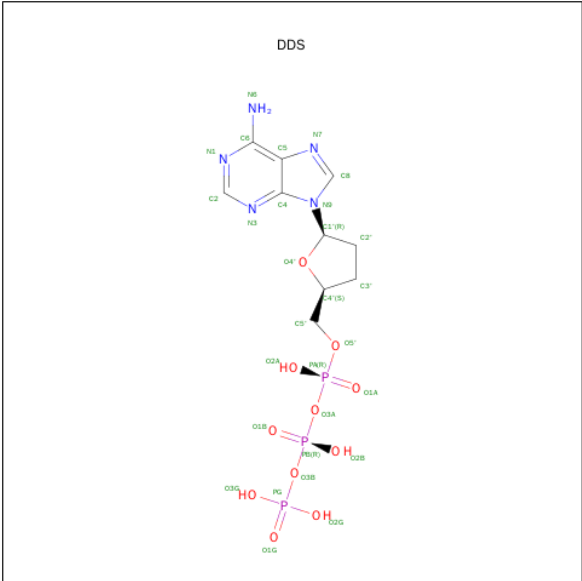 DDS
N6
NH2
C6
N1
N
C5
N7
N
C2
N
N3
C4
C8
N
N9
C1'(R)
C2'
O4'
O
C3'
C4'(S)
C5'
O
O5'
O2A
HO
PA(R)
P
O
O1A
O
O3A
O1B
O
P
OH
PB(R)
O2B
O
O3B
O3G
HO
PG
P
OH
O2G
O
O1G